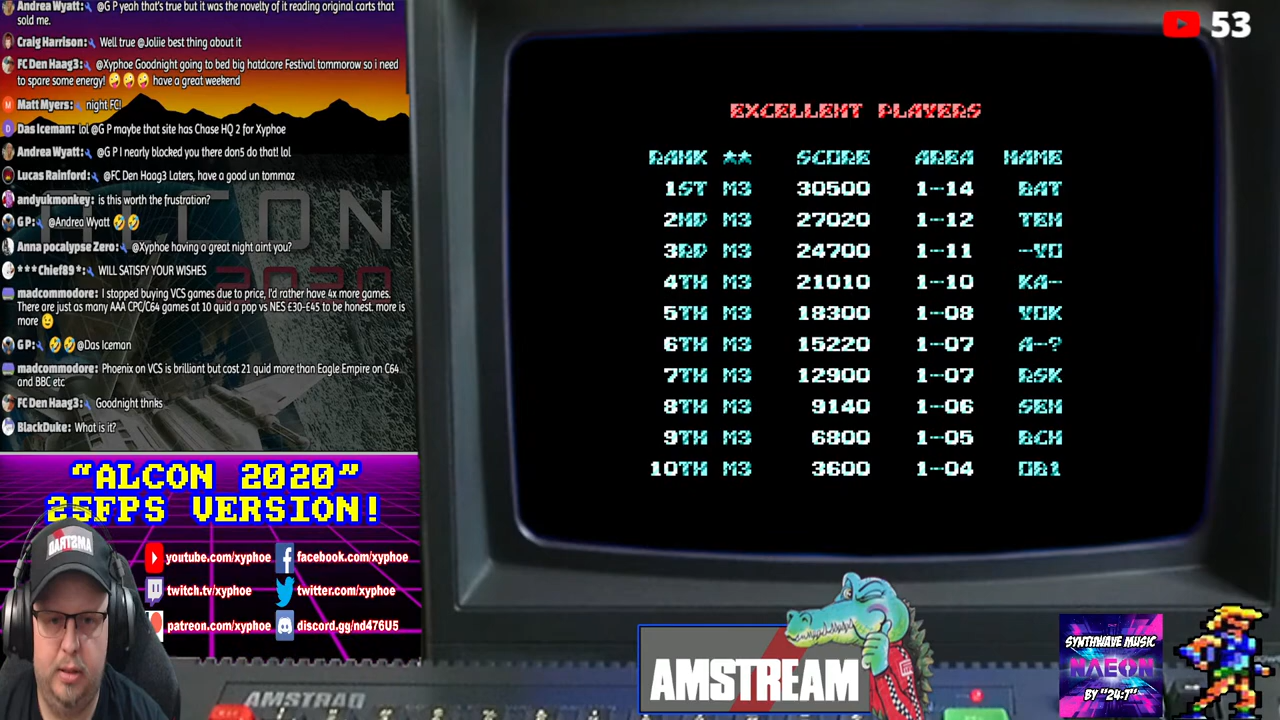 Andrea Wyatt: @G P yeah that's true but it was the novelty of it reading original carts that
sold me.
Craig Harrison: Well true @Joliie best thing about it
FC Den Haag3: @Xyphoe Goodnight going to bed big hatdcore Festival tommorow so i need
to spare some energy! 🤪🤪🤪 have a great weekend
Matt Myers: night FC!
Das Iceman: lol @G P maybe that site has Chase HQ 2 for Xyphoe
Andrea Wyatt: @G P I nearly blocked you there don5 do that! lol
Lucas Rainford: @FC Den Haag3 Laters, have a good un tommoz
andyukmonkey: is this worth the frustration?
G P: @Andrea Wyatt 🤣🤣
Anna pocalypse Zero: @Xyphoe having a great night aint you?
***Chief89*: WILL SATISFY YOUR WISHES
madcommodore: I stopped buying VCS games due to price, I'd rather have 4x more games.
There are just as many AAA CPC/C64 games at 10 quid a pop vs NES £30-£45 to be honest. more is
more 😉
G P: 🤣🤣 @Das Iceman
madcommodore: Phoenix on VCS is brilliant but cost 21 quid more than Eagle Empire on C64
and BBC etc
FC Den Haag3: Goodnight thnks
BlackDuke: What is it?
ALCON
2020
"ALCON 2020"
25FPS VERSION!
youtube.com/xyphoe
facebook.com/xyphoe
twitch.tv/xyphoe
twitter.com/xyphoe
patreon.com/xyphoe
discord.gg/nd476U5
53
EXCELLENT PLAYERS
RANK ★★ SCORE AREA NAME
1ST M3 30500 1-14 BAT
2ND M3 27020 1-12 TEN
3RD M3 24700 1-11 -YO
4TH M3 21010 1-10 KA-
5TH M3 18300 1-08 YOK
6TH M3 15220 1-07 A-?
7TH M3 12900 1-07 RSK
8TH M3 9140 1-06 SEN
9TH M3 6800 1-05
10TH M3 3600 1-04
AMSTRAD
AMSTREAM
SYNTHWAVE MUSIC
NAEON
BY "24:7"